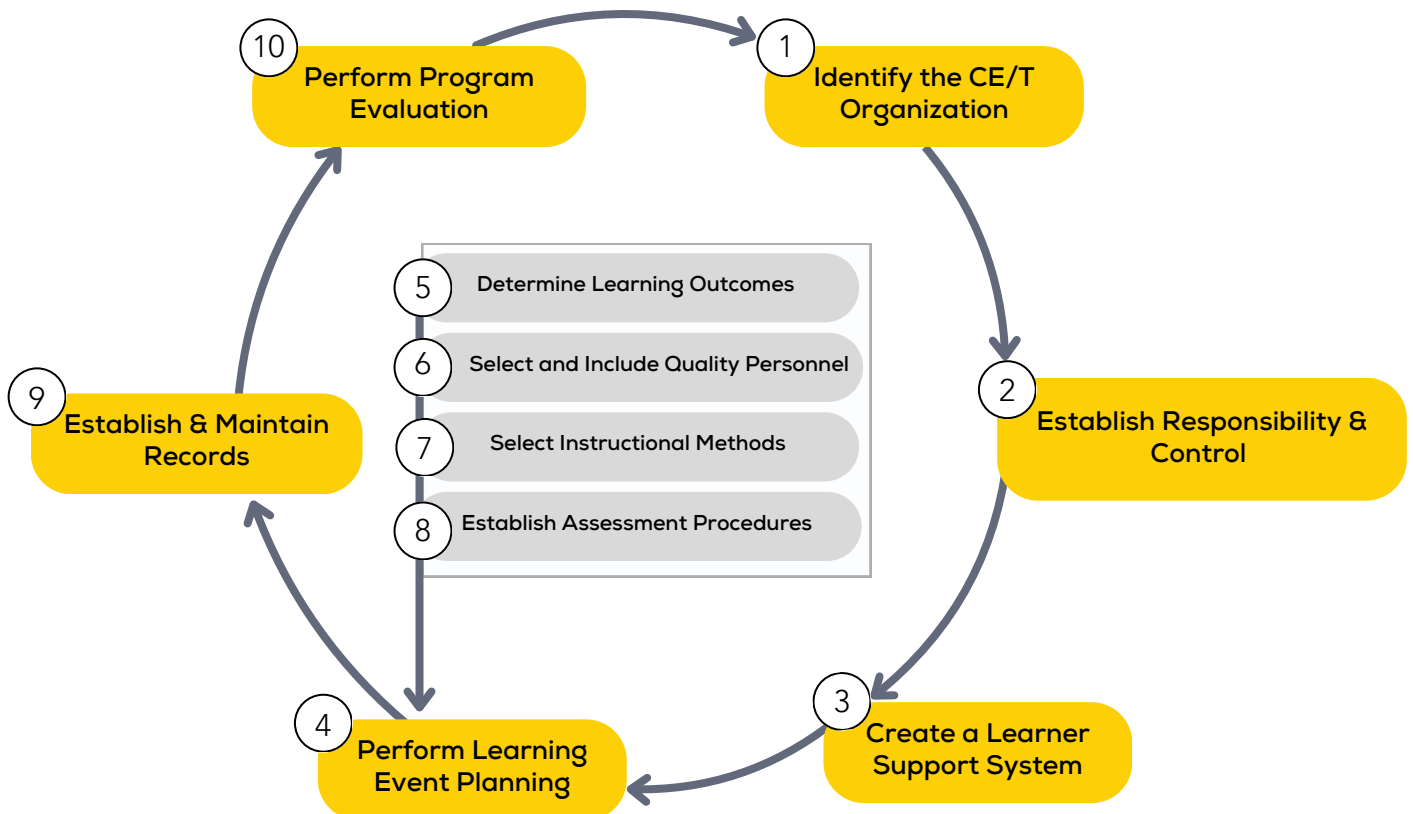 1
Identify the CE/T
Organization
2
Establish Responsibility &
Control
3
Create a Learner
Support System
4
Perform Learning
Event Planning
5
Determine Learning Outcomes
6
Select and Include Quality Personnel
7
Select Instructional Methods
8
Establish Assessment Procedures
9
Establish & Maintain
Records
10
Perform Program
Evaluation